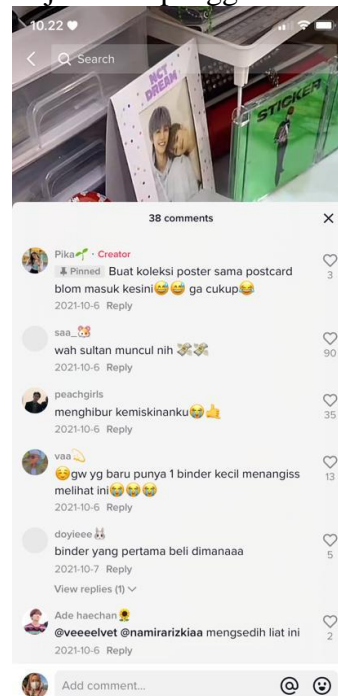 10.22
Search
NCT
DREAM
STICKER
38 comments
Pika🌱 · Creator
Pinned Buat koleksi poster sama postcard
blom masuk kesini😅😅 ga cukup😂
3
2021-10-6 Reply
saa_🐹
wah sultan muncul nih 💸💸
90
2021-10-6 Reply
peachgirls
menghibur kemiskinanku😭🤙
35
2021-10-6 Reply
vaa💫
☺️gw yg baru punya 1 binder kecil menangiss
melihat ini😭😭😭
13
2021-10-6 Reply
doyieee🐰
binder yang pertama beli dimanaaa
5
2021-10-7 Reply
View replies (1)
Ade haechan🌻
@veeeelvet @namirarizkiaa mengsedih liat ini
2
2021-10-6 Reply
Add comment...